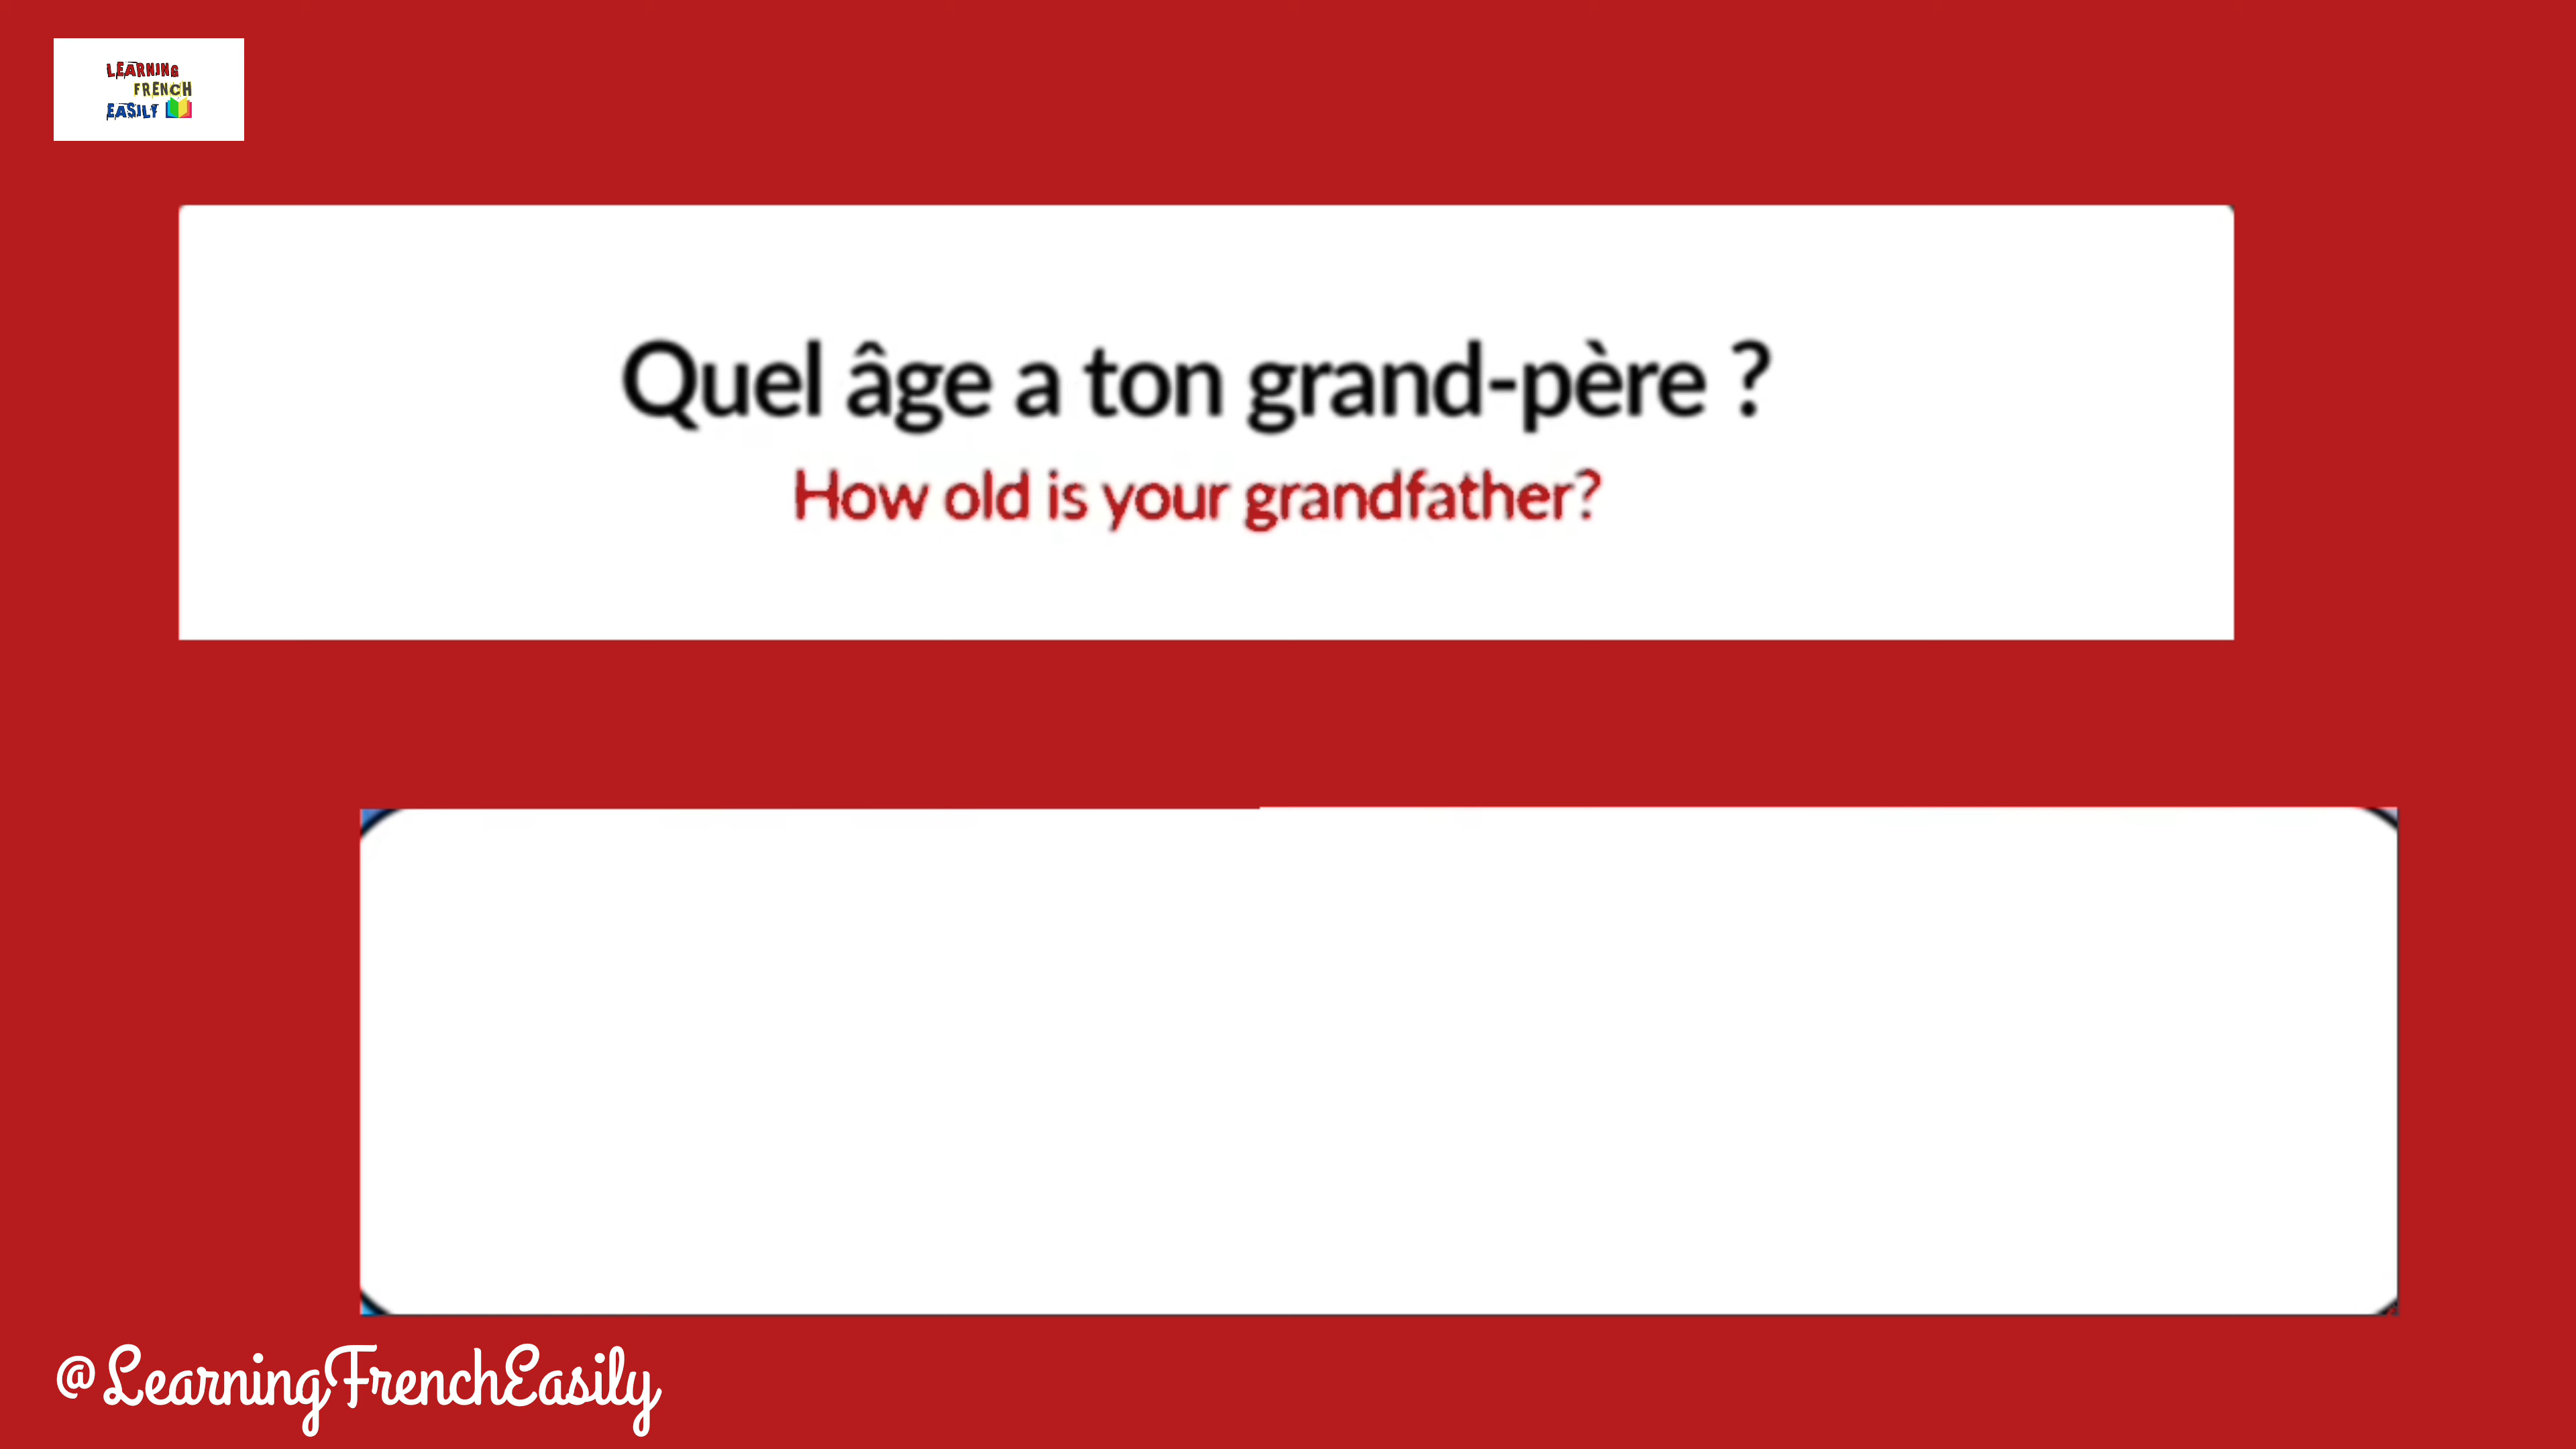 LEARNING
FRENCH
EASILY
Quel âge a ton grand-père ?
How old is your grandfather?
@LearningFrenchEasily